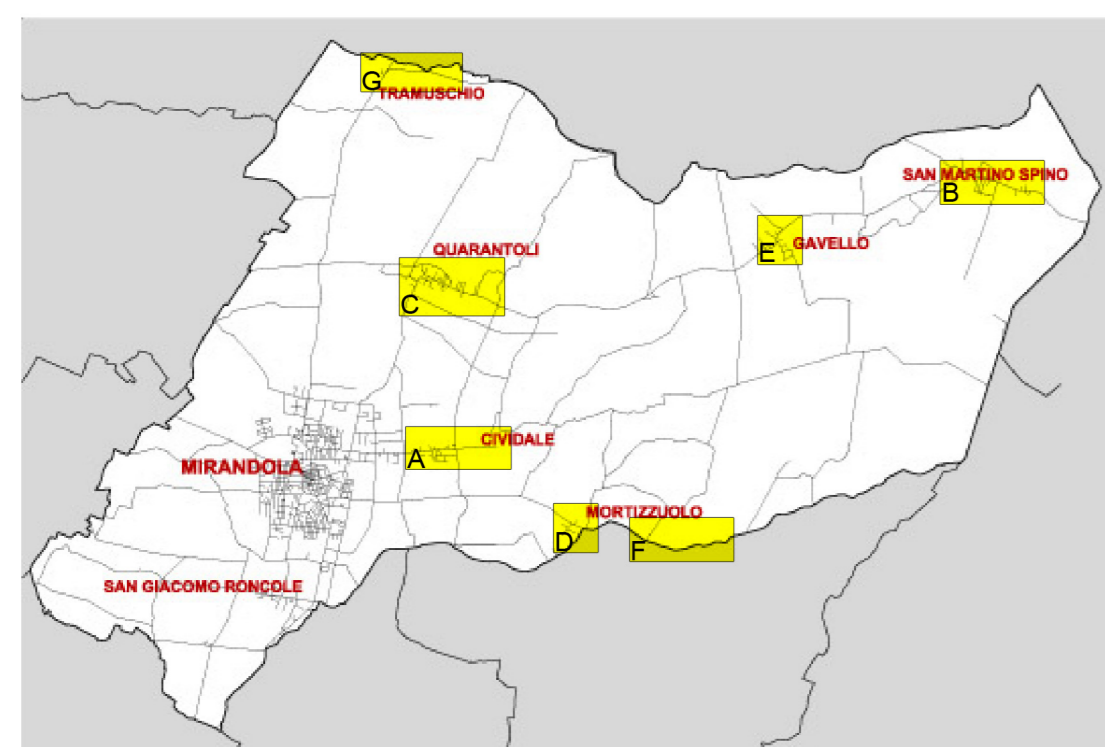 G
TRAMUSCHIO
SAN MARTINO SPINO
B
QUARANTOLI
GAVELLO
E
C
CIVIDALE
A
MIRANDOLA
MORTIZZUOLO
D
F
SAN GIACOMO RONCOLE